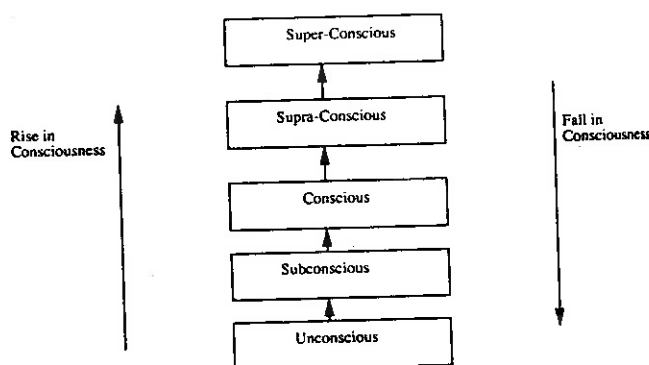 Super-Conscious
Supra-Conscious
Rise in
Consciousness
Fall in
Consciousness
Conscious
Subconscious
Unconscious